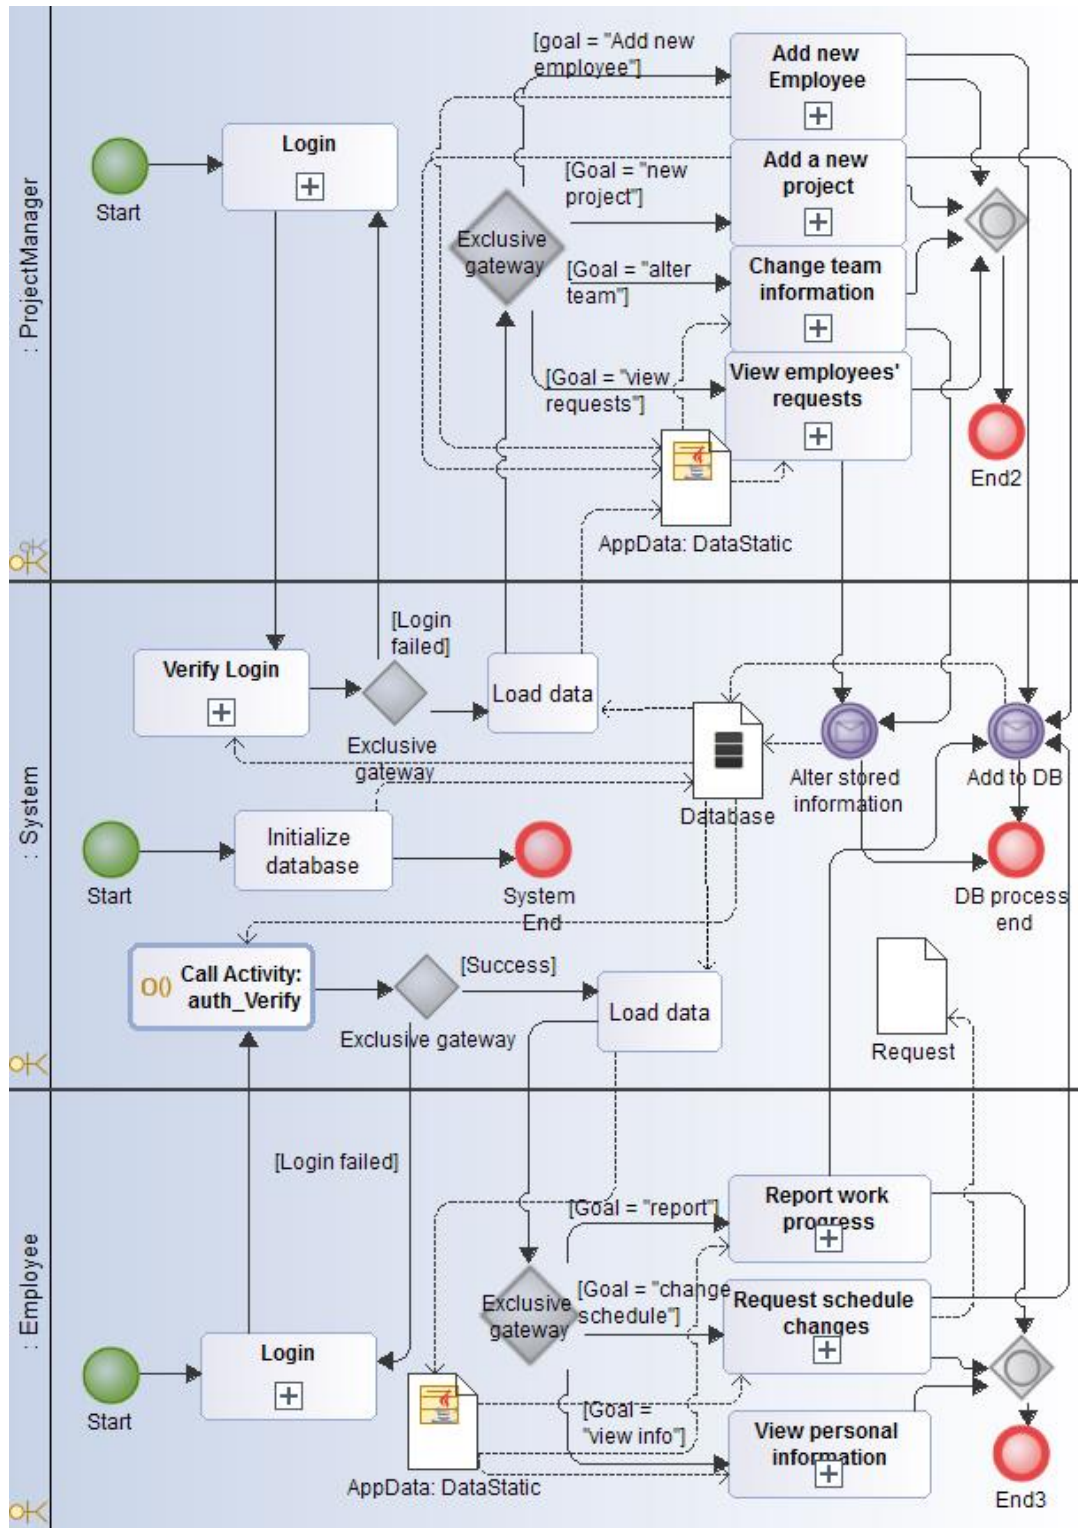 : ProjectManager
[goal = "Add new
employee"]
Add new
Employee
Login
Start
[Goal = "new
project"]
Add a new
project
Exclusive
gateway
[Goal = "alter
team"]
Change team
information
[Goal = "view
requests"]
View employees'
requests
End2
AppData: DataStatic
: System
[Login
failed]
Verify Login
Load data
Exclusive
gateway
Database
Alter stored
information
Add to DB
Start
Initialize
database
System
End
DB process
end
Call Activity:
auth_Verify
O()
[Success]
Exclusive gateway
Load data
Request
: Employee
[Login failed]
[Goal = "report"]
Report work
progress
Exclusive
gateway
[Goal = "change
schedule"]
Request schedule
changes
Login
Start
[Goal =
"view info"]
View personal
information
AppData: DataStatic
End3